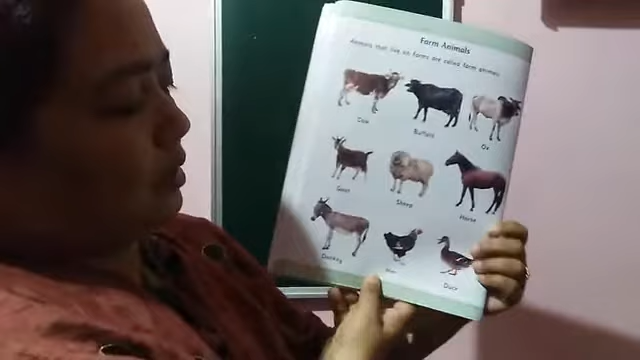 Farm Animals
Animals that live on farms are called farm animals
Cow Buffalo Ox
Goat Sheep Horse
Donkey Duck